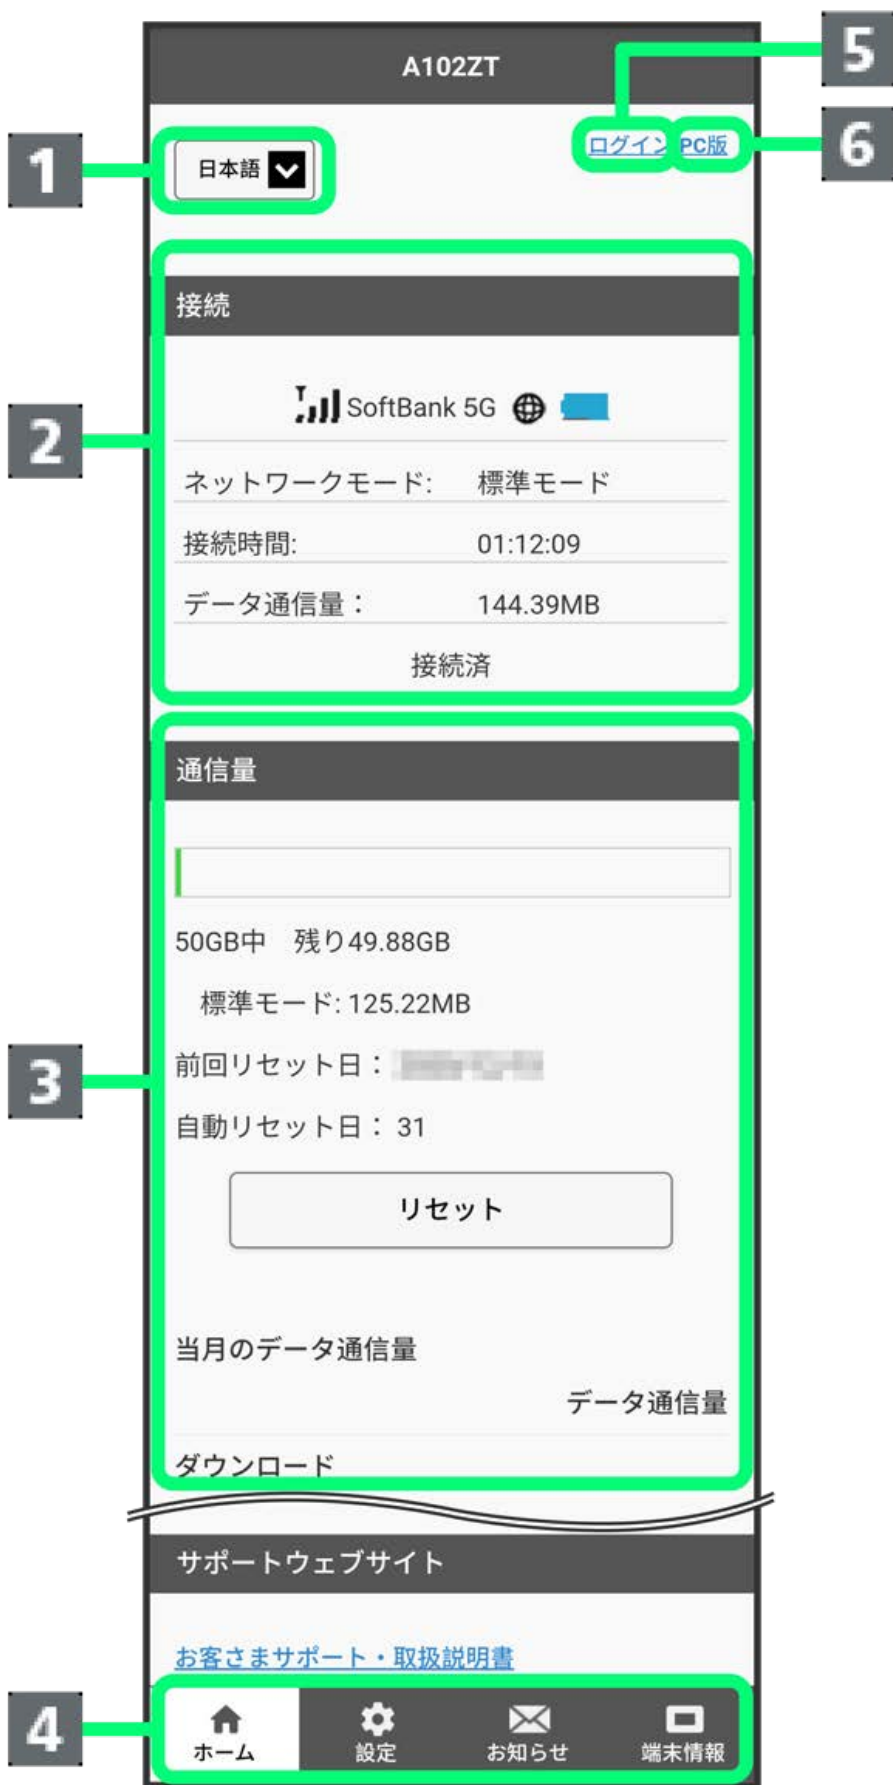 A102ZT
5
1
日本語
ログイン PC版
6
接続
2
SoftBank 5G
ネットワークモード: 標準モード
接続時間: 01:12:09
データ通信量： 144.39MB
接続済
通信量
50GB中 残り49.88GB
標準モード: 125.22MB
3
前回リセット日：
自動リセット日： 31
リセット
当月のデータ通信量
データ通信量
ダウンロード
サポートウェブサイト
お客さまサポート・取扱説明書
4
ホーム 設定 お知らせ 端末情報